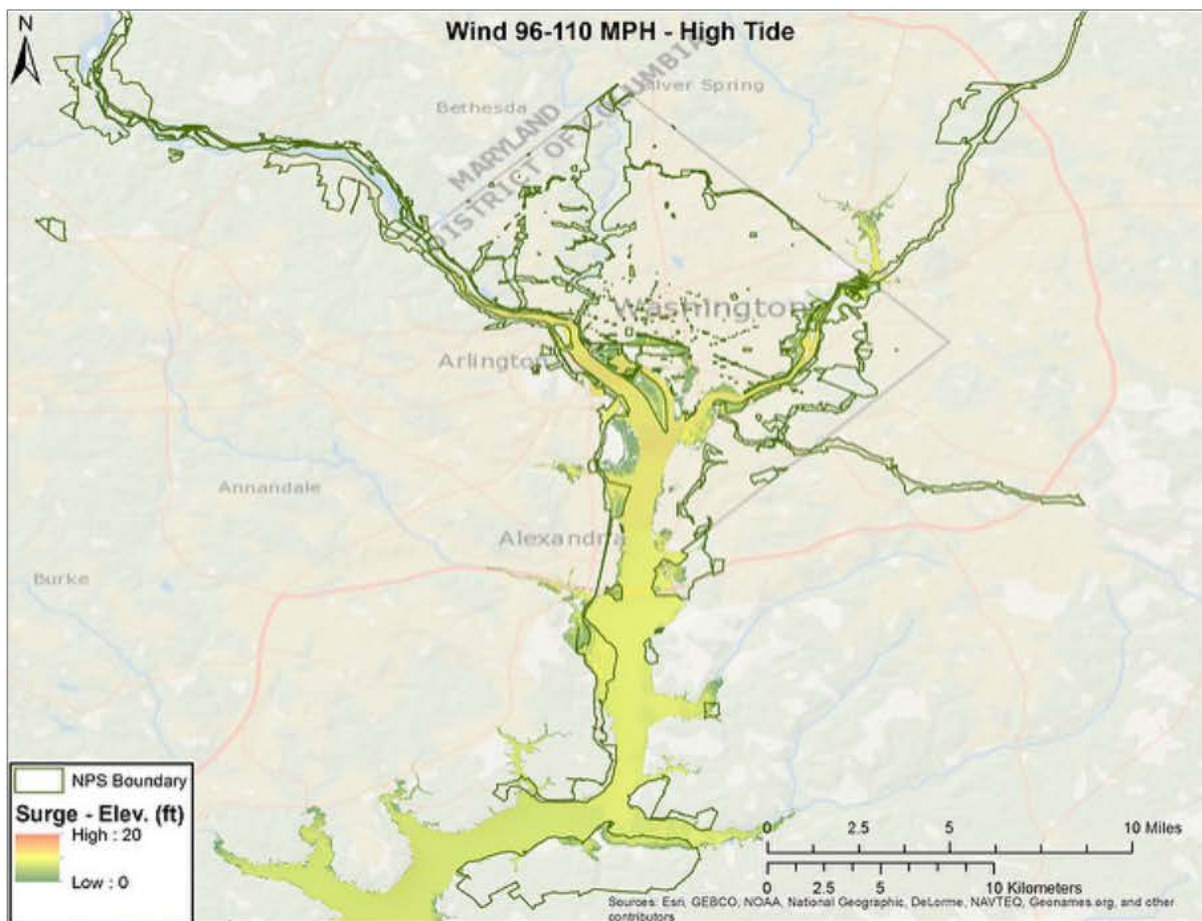 N
Wind 96-110 MPH - High Tide
Bethesda
Silver Spring
MARYLAND
DISTRICT OF COLUMBIA
Washington
Arlington
Annandale
Alexandria
Burke
NPS Boundary
Surge - Elev. (ft)
High : 20
Low : 0
0 2.5 5 10 Miles
0 2.5 5 10 Kilometers
Sources: Esri, GEBCO, NOAA, National Geographic, DeLorme, NAVTEQ, Geonames.org, and other
contributors